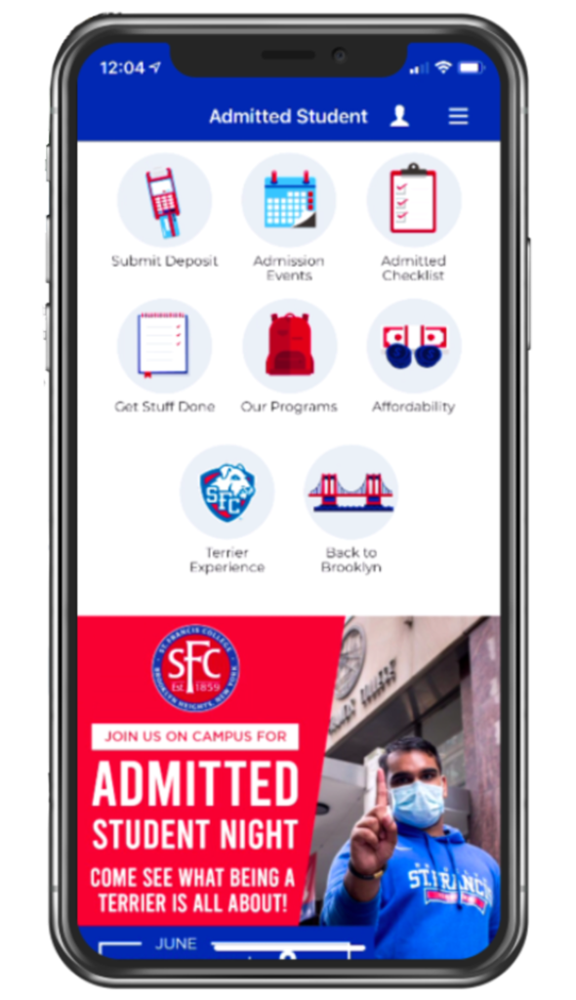 12:04
Admitted Student
Submit Deposit
Admission
Events
Admitted
Checklist
Get Stuff Done
Our Programs
Affordability
SFC
Terrier
Experience
Back to
Brooklyn
ST. FRANCIS COLLEGE
SFC
Est. 1859
BROOKLYN HEIGHTS, NEW YORK
JOIN US ON CAMPUS FOR
ADMITTED
STUDENT NIGHT
COME SEE WHAT BEING A
TERRIER IS ALL ABOUT!
COLLEGE
ST. FRANCIS
JUNE